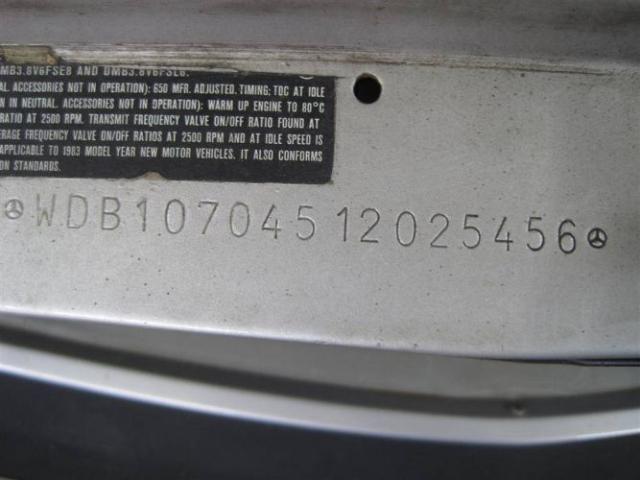 DMB3.8V6FSE8 AND DMB3.8V6FSL6.
AL. ACCESSORIES NOT IN OPERATION): 650 MFR. ADJUSTED. TIMING: TDC AT IDLE
N IN NEUTRAL. ACCESSORIES NOT IN OPERATION): WARM UP ENGINE TO 80°C
RATIO AT 2500 RPM. TRANSMIT FREQUENCY VALVE ON/OFF RATIO FOUND AT
ERAGE FREQUENCY VALVE ON/OFF RATIOS AT 2500 RPM AND AT IDLE SPEED IS
APPLICABLE TO 1983 MODEL YEAR NEW MOTOR VEHICLES. IT ALSO CONFORMS
ON STANDARDS.
WDB10704512025456